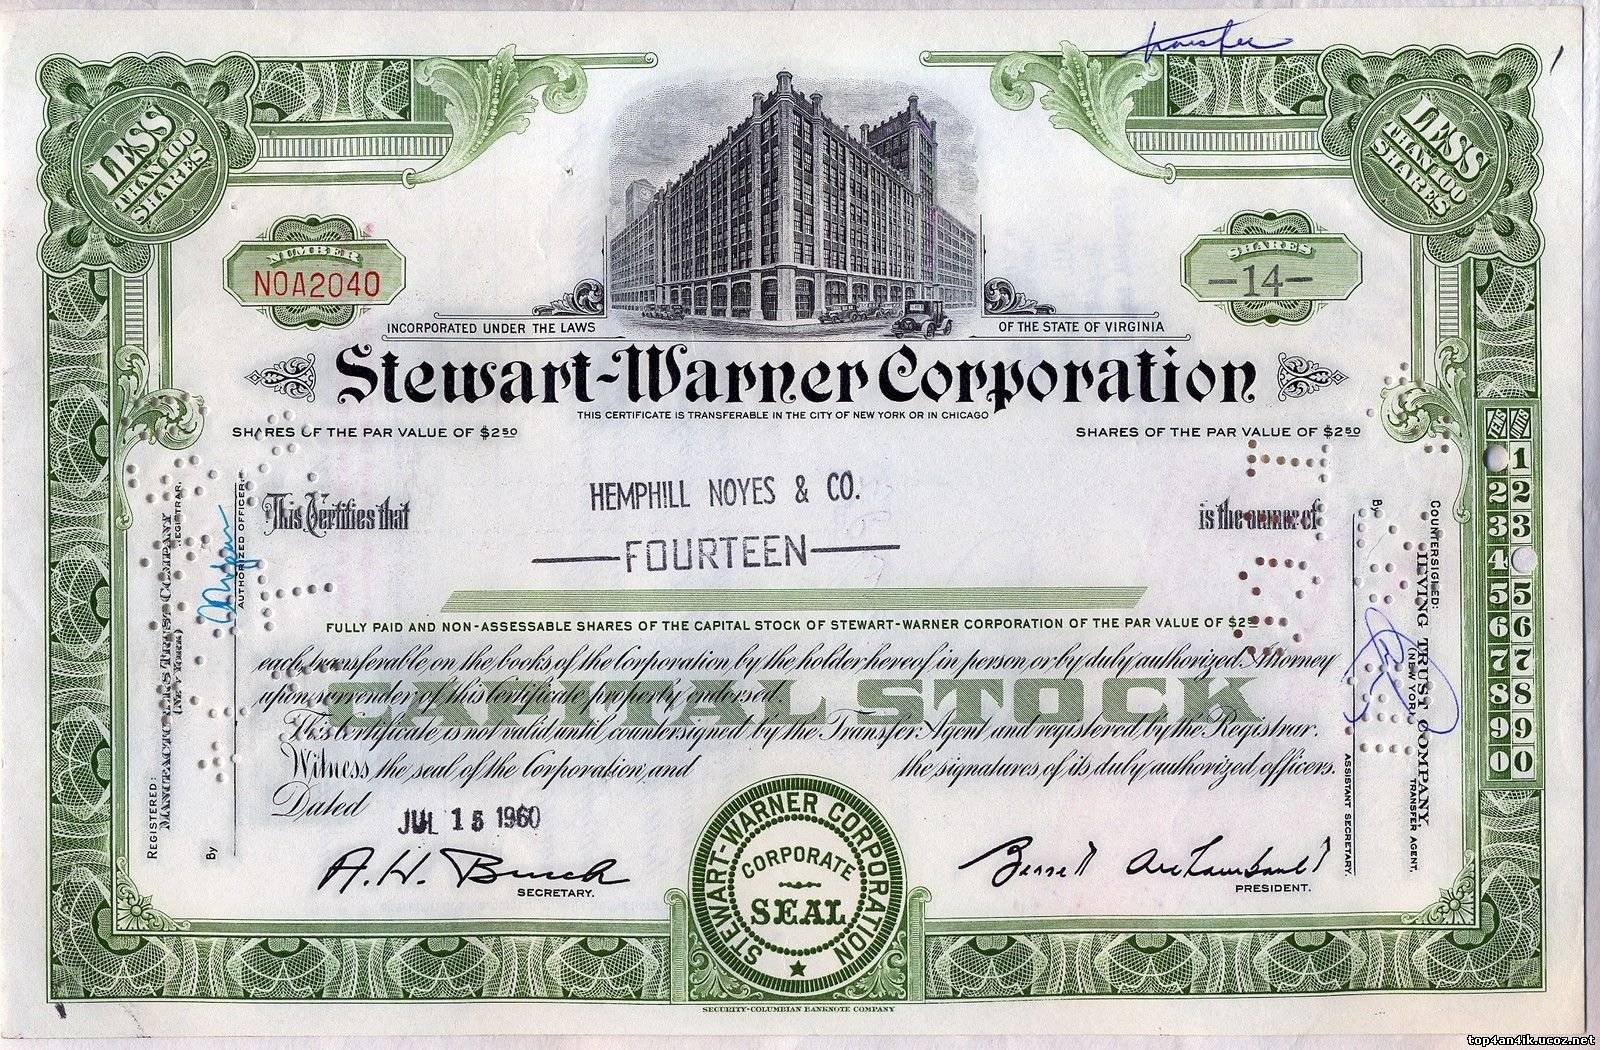 LESS THAN 100 SHARES
LESS THAN 100 SHARES
NUMBER
NOA2040
SHARES
—14—
INCORPORATED UNDER THE LAWS
OF THE STATE OF VIRGINIA
Stewart-Warner Corporation
THIS CERTIFICATE IS TRANSFERABLE IN THE CITY OF NEW YORK OR IN CHICAGO
SHARES OF THE PAR VALUE OF $2 50
SHARES OF THE PAR VALUE OF $2 50
This Certifies that
HEMPHILL NOYES & CO.
is the owner of
—FOURTEEN—
FULLY PAID AND NON-ASSESSABLE SHARES OF THE CAPITAL STOCK OF STEWART-WARNER CORPORATION OF THE PAR VALUE OF $2 50
each, transferable on the books of the Corporation, by the holder hereof in person, or by duly authorized Attorney
upon surrender of this Certificate properly endorsed.
CAPITAL STOCK
This Certificate is not valid until countersigned by the Transfer Agent and registered by the Registrar.
Witness the seal of the Corporation, and
the signatures of its duly authorized officers.
Dated
JUL 15 1960
A. H. Bunch
SECRETARY.
PRESIDENT.
STEWART-WARNER CORPORATION
CORPORATE
SEAL
REGISTERED:
MANUFACTURERS TRUST COMPANY
(NEW YORK)
REGISTRAR,
By
AUTHORIZED OFFICER.
COUNTERSIGNED:
IRVING TRUST COMPANY,
(NEW YORK)
TRANSFER AGENT,
By
ASSISTANT SECRETARY.
TENS UNITS
1
2 2
3 3
4
5 5
6 6
7 7
8 8
9 9
0 0
SECURITY-COLUMBIAN BANKNOTE COMPANY
top4an4ik.ucoz.net